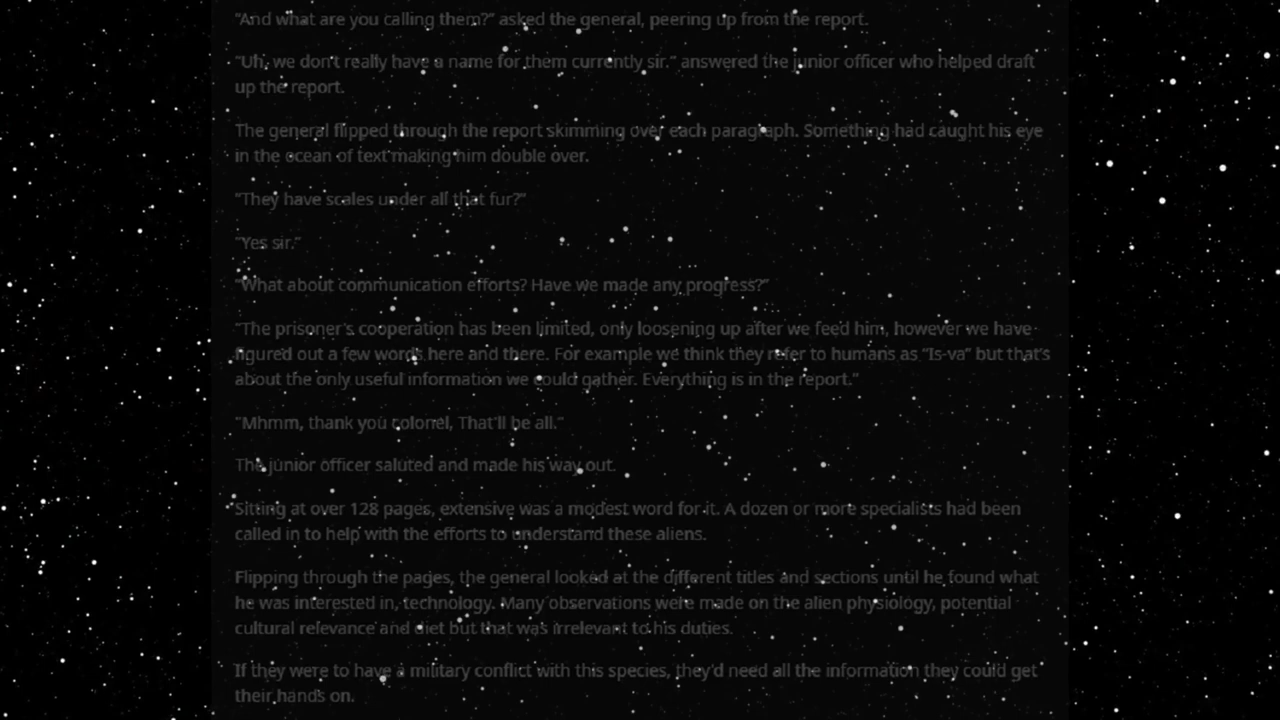 “And what are you calling them?” asked the general, peering up from the report.
“Uh, we don’t really have a name for them currently sir.” answered the junior officer who helped draft
up the report.
The general flipped through the report skimming over each paragraph. Something had caught his eye
in the ocean of text making him double over.
“They have scales under all that fur?”
“Yes sir.”
“What about communication efforts? Have we made any progress?”
“The prisoner’s cooperation has been limited, only loosening up after we feed him, however we have
figured out a few words here and there. For example we think they refer to humans as “Is-va” but that’s
about the only useful information we could gather. Everything is in the report.”
“Mhmm, thank you colonel, That’ll be all.”
The junior officer saluted and made his way out.
Sitting at over 128 pages, extensive was a modest word for it. A dozen or more specialists had been
called in to help with the efforts to understand these aliens.
Flipping through the pages, the general looked at the different titles and sections until he found what
he was interested in, technology. Many observations were made on the alien physiology, potential
cultural relevance and diet but that was irrelevant to his duties.
If they were to have a military conflict with this species, they’d need all the information they could get
their hands on.